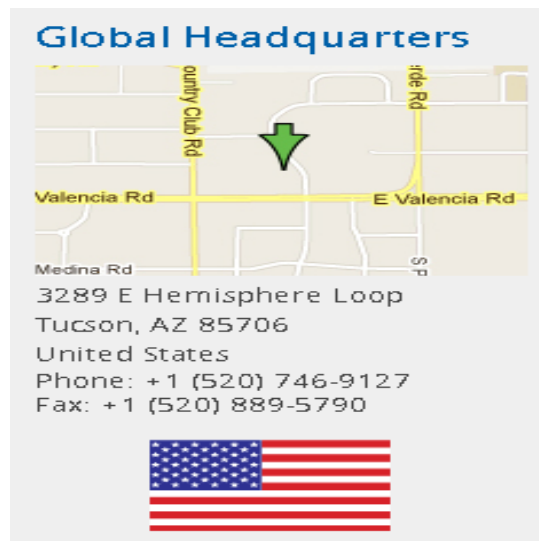 Global Headquarters
ountry Club Rd
erde Rd
Valencia Rd
E Valencia Rd
Medina Rd
S P
3289 E Hemisphere Loop
Tucson, AZ 85706
United States
Phone: +1 (520) 746-9127
Fax: +1 (520) 889-5790